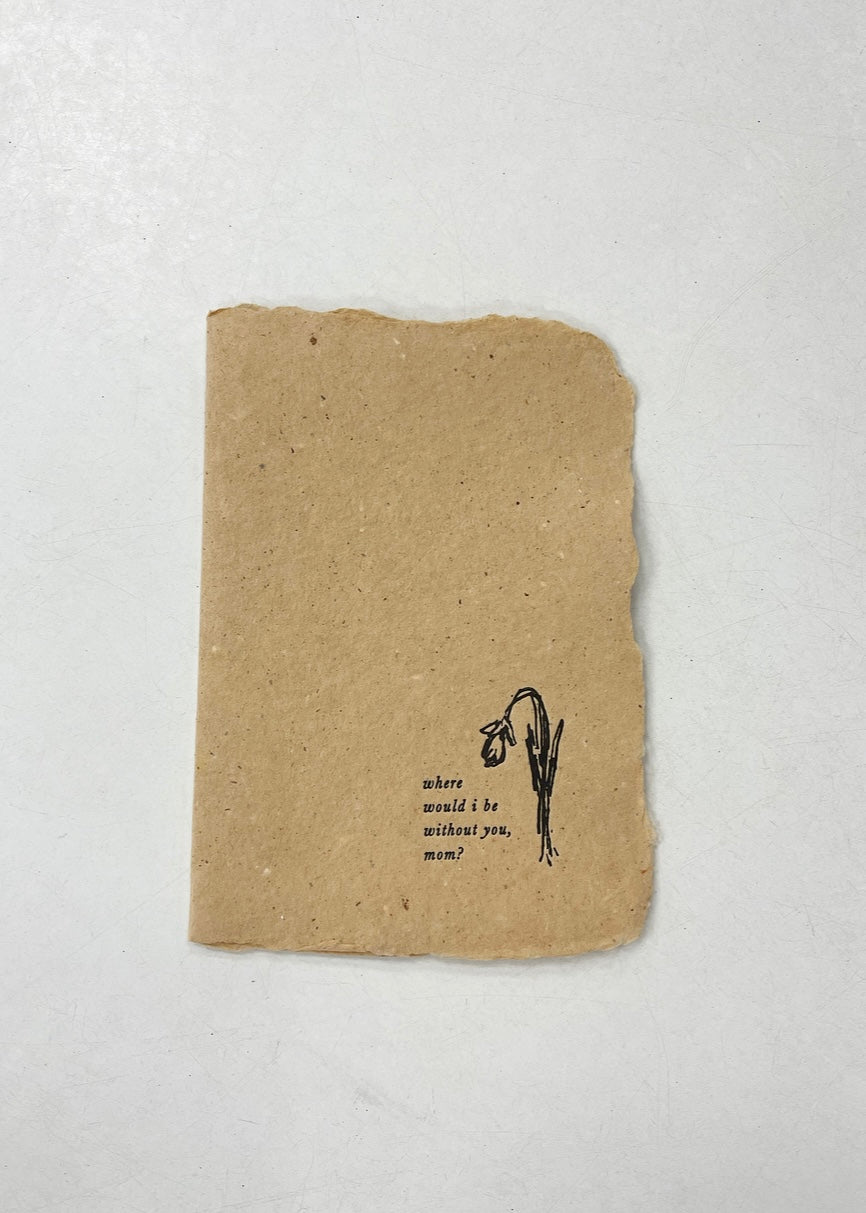 where
would i be
without you,
mom?